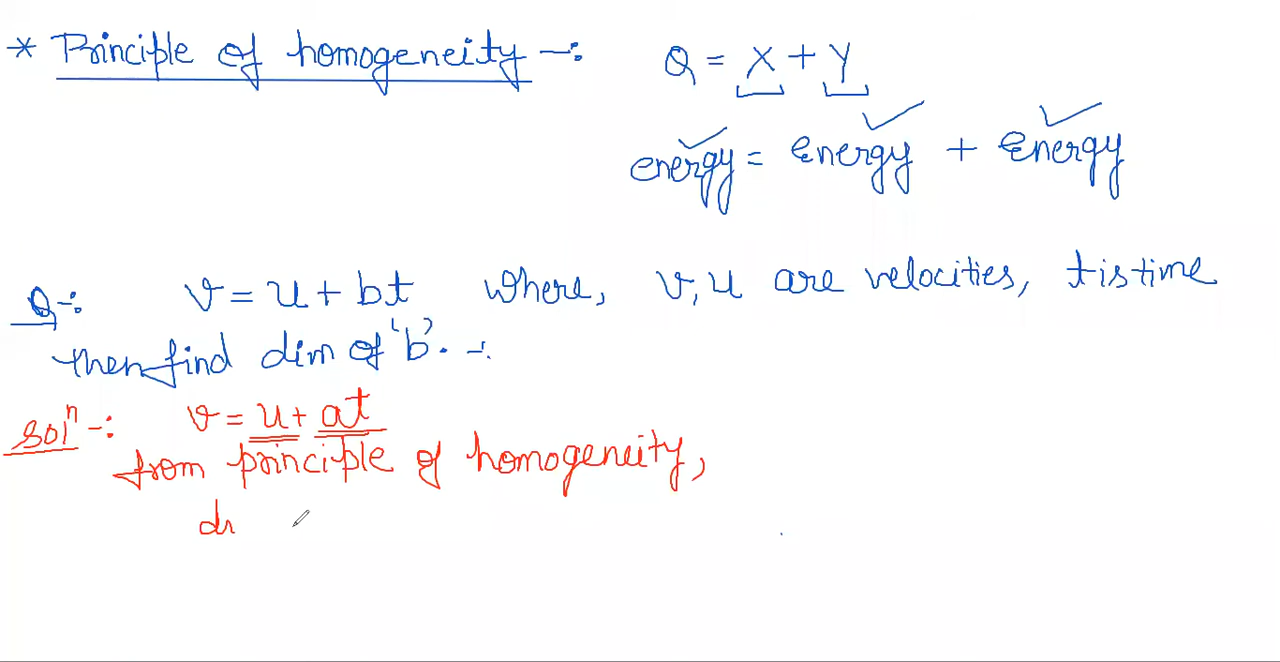 * Principle of homogeneity -: Q = X + Y
energy = energy + energy
Q-: v = u + bt where, v, u are velocities, t is time
then find dim of 'b'. -:
Solⁿ -: v = u + at
from principle of homogeneity,
di